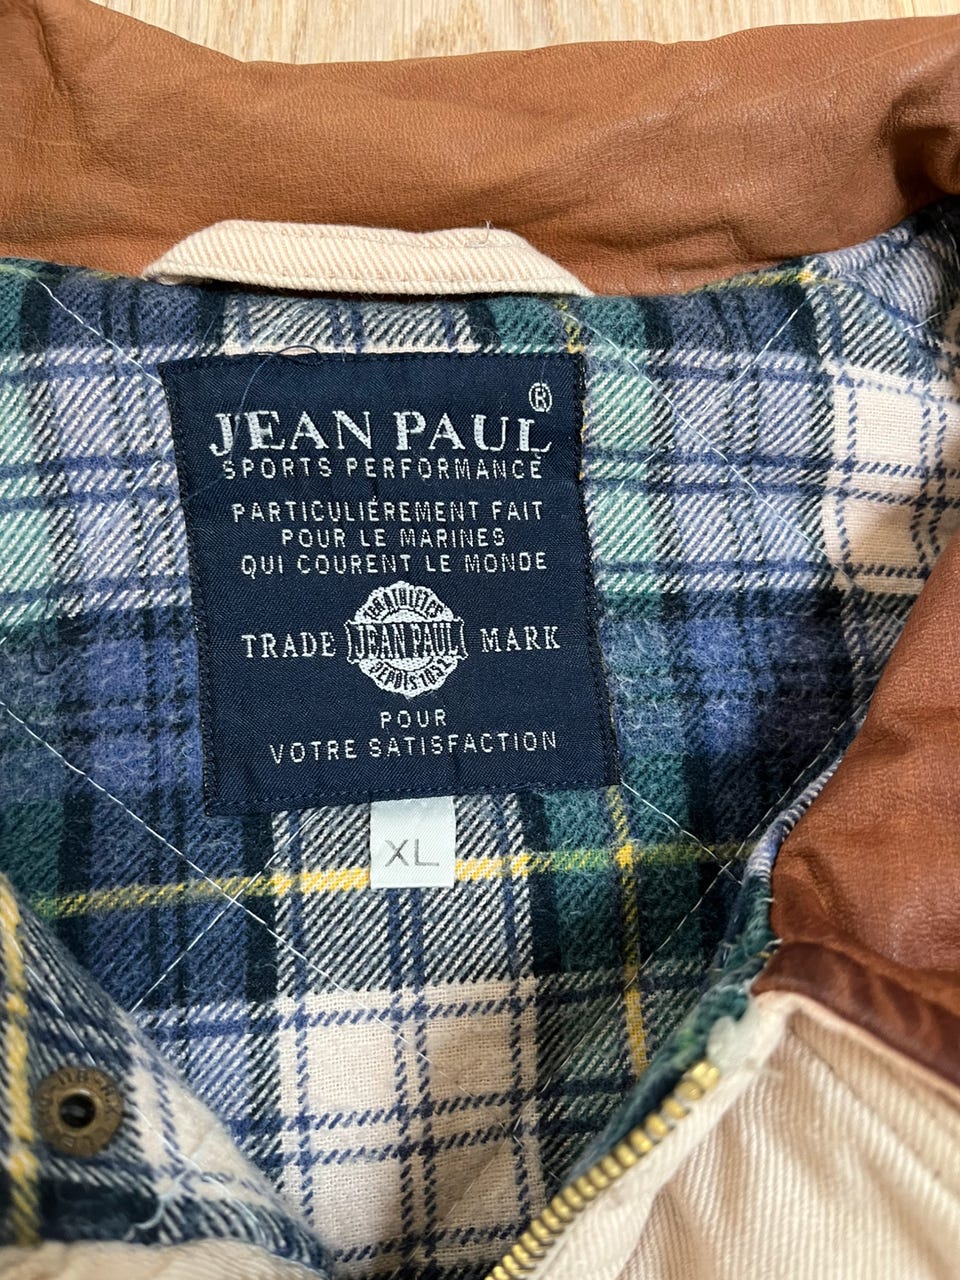 JEAN PAUL®
SPORTS PERFORMANCE
PARTICULIÉREMENT FAIT
POUR LE MARINES
QUI COURENT LE MONDE
TRADE JEAN PAUL MARK
POUR
VOTRE SATISFACTION
XL